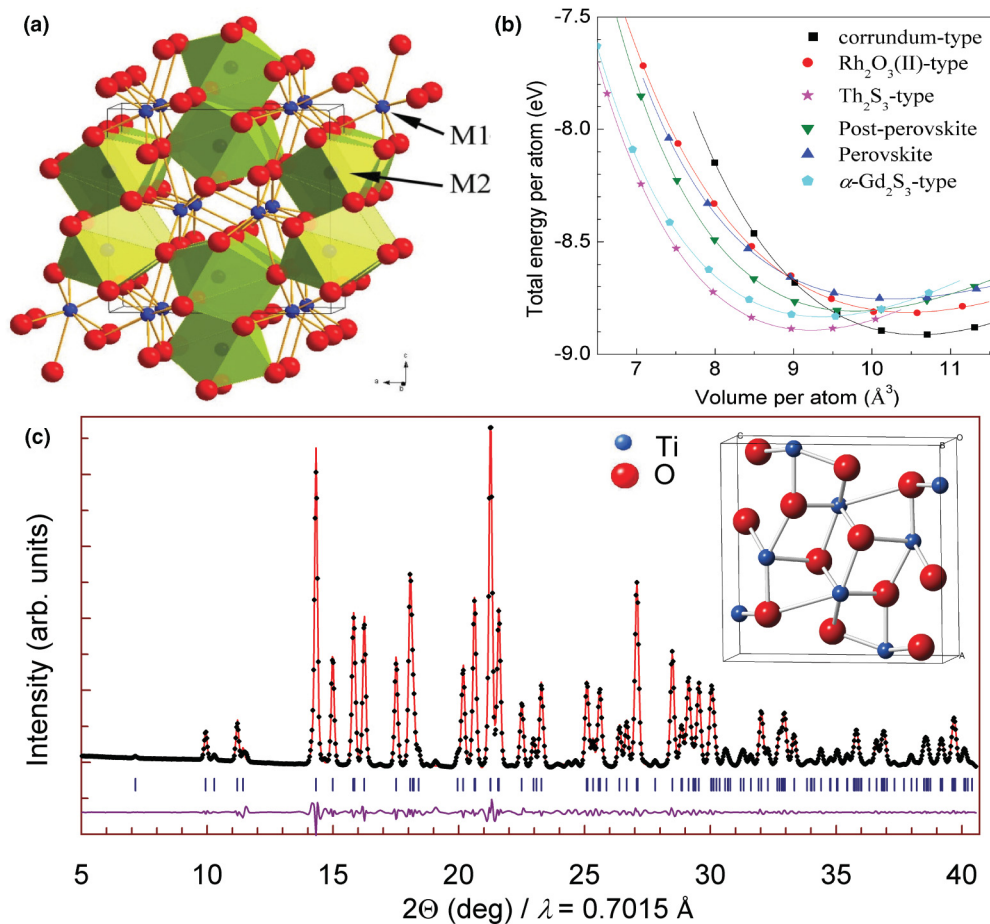 (a)
M1
M2
c
a
b
(b)
Total energy per atom (eV)
-7.5
-8.0
-8.5
-9.0
7 8 9 10 11
Volume per atom (Å³)
corrundum-type
Rh₂O₃(II)-type
Th₂S₃-type
Post-perovskite
Perovskite
α-Gd₂S₃-type
(c)
Intensity (arb. units)
Ti
O
C
B
O
A
5 10 15 20 25 30 35 40
2Θ (deg) / λ = 0.7015 Å